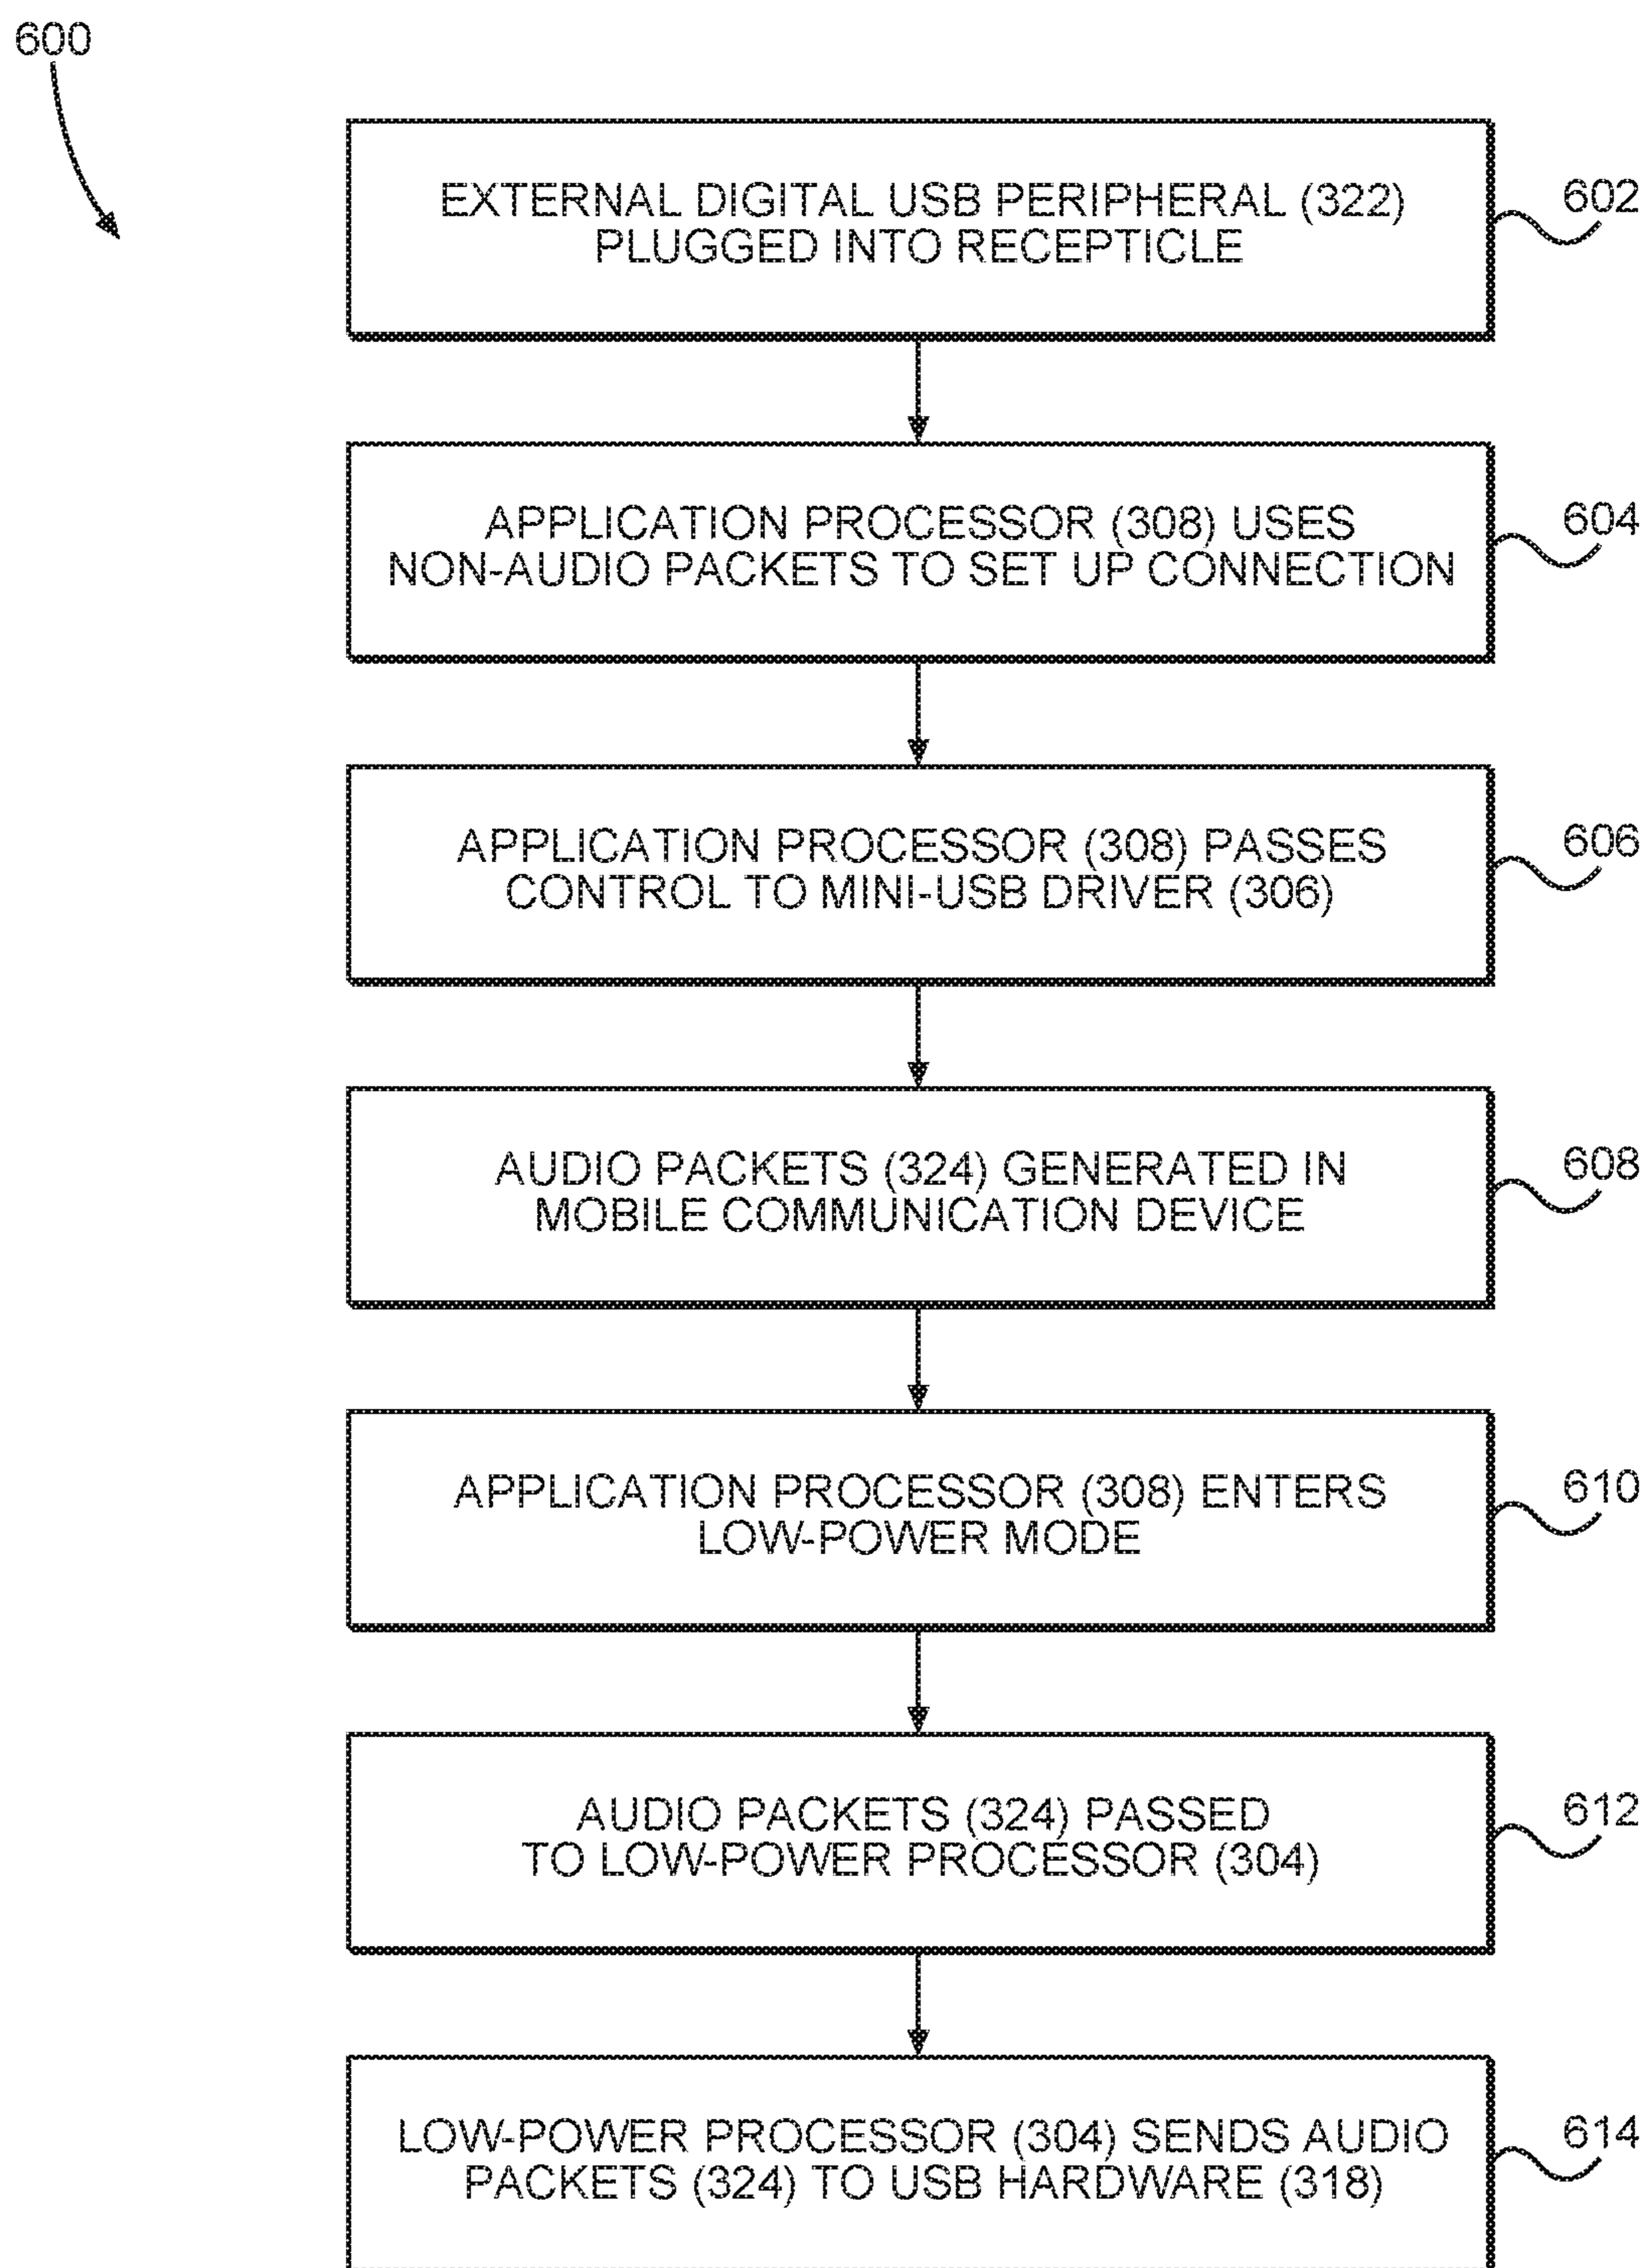 600
EXTERNAL DIGITAL USB PERIPHERAL (322)
PLUGGED INTO RECEPTICLE
602
APPLICATION PROCESSOR (308) USES
NON-AUDIO PACKETS TO SET UP CONNECTION
604
APPLICATION PROCESSOR (308) PASSES
CONTROL TO MINI-USB DRIVER (306)
606
AUDIO PACKETS (324) GENERATED IN
MOBILE COMMUNICATION DEVICE
608
APPLICATION PROCESSOR (308) ENTERS
LOW-POWER MODE
610
AUDIO PACKETS (324) PASSED
TO LOW-POWER PROCESSOR (304)
612
LOW-POWER PROCESSOR (304) SENDS AUDIO
PACKETS (324) TO USB HARDWARE (318)
614